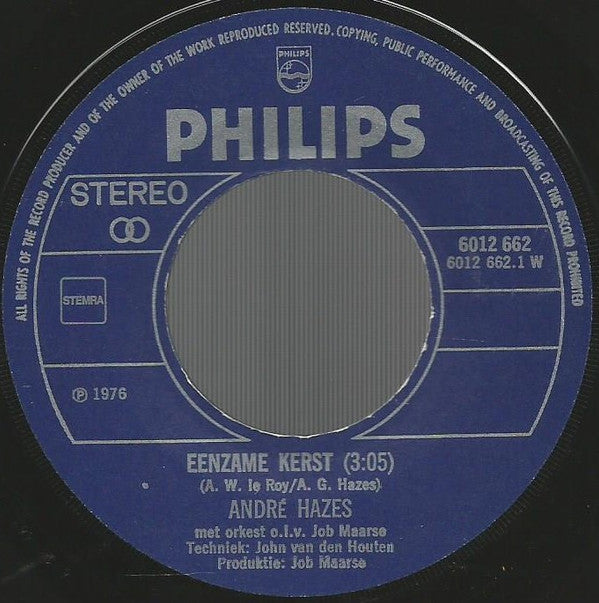 ALL RIGHTS OF THE RECORD PRODUCER AND OF THE OWNER OF THE WORK REPRODUCED RESERVED. COPYING, PUBLIC PERFORMANCE AND BROADCASTING OF THIS RECORD PROHIBITED
PHILIPS
PHILIPS
STEREO
6012 662
6012 662.1 W
STEMRA
℗ 1976
EENZAME KERST (3:05)
(A. W. le Roy/A. G. Hazes)
ANDRÉ HAZES
met orkest o.l.v. Job Maarse
Techniek: John van den Houten
Produktie: Job Maarse